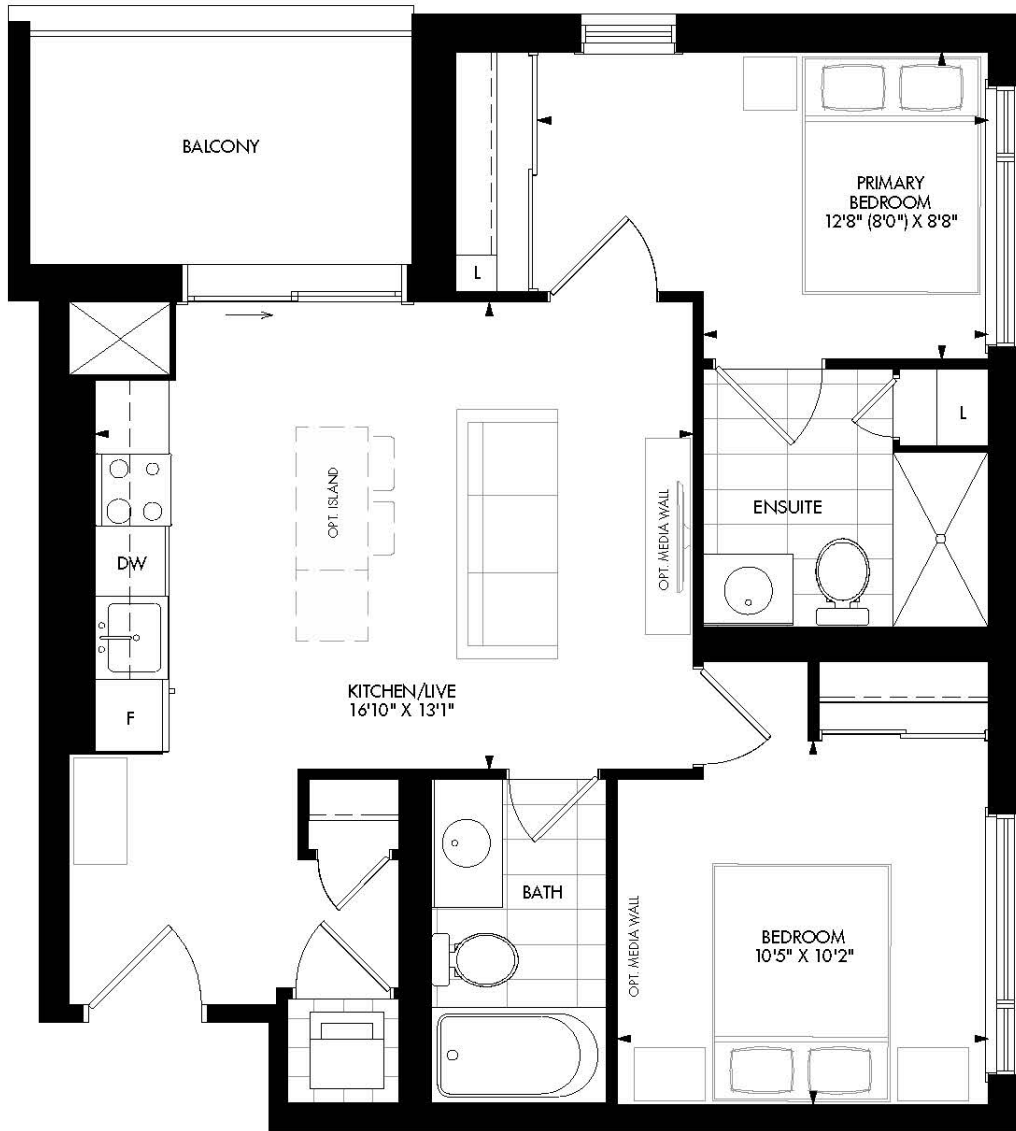 BALCONY
PRIMARY
BEDROOM
12'8" (8'0") X 8'8"
L
L
OPT. ISLAND
OPT. MEDIA WALL
ENSUITE
DW
KITCHEN/LIVE
16'10" X 13'1"
F
BATH
OPT. MEDIA WALL
BEDROOM
10'5" X 10'2"